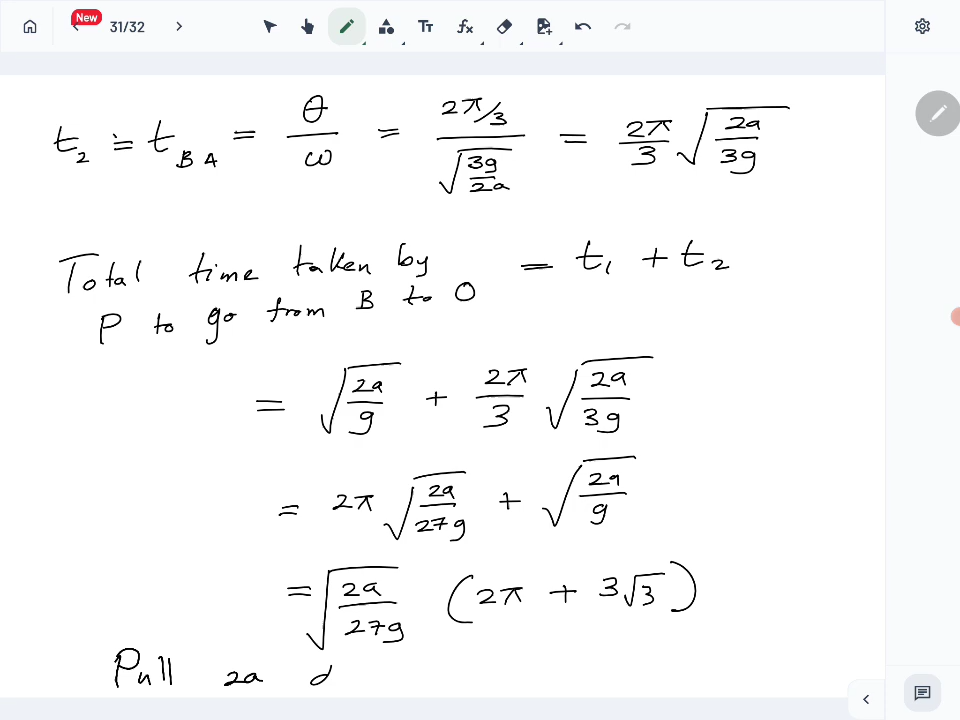 New
31/32
Tт fx
t₂ = t_BA = θ/ω = (2π/3)/√(3g/2a) = 2π/3 √(2a/3g)
Total time taken by
P to go from B to O = t₁ + t₂
= √(2a/g) + 2π/3 √(2a/3g)
= 2π √(2a/27g) + √(2a/g)
= √(2a/27g) (2π + 3√3)
Pull 2a d